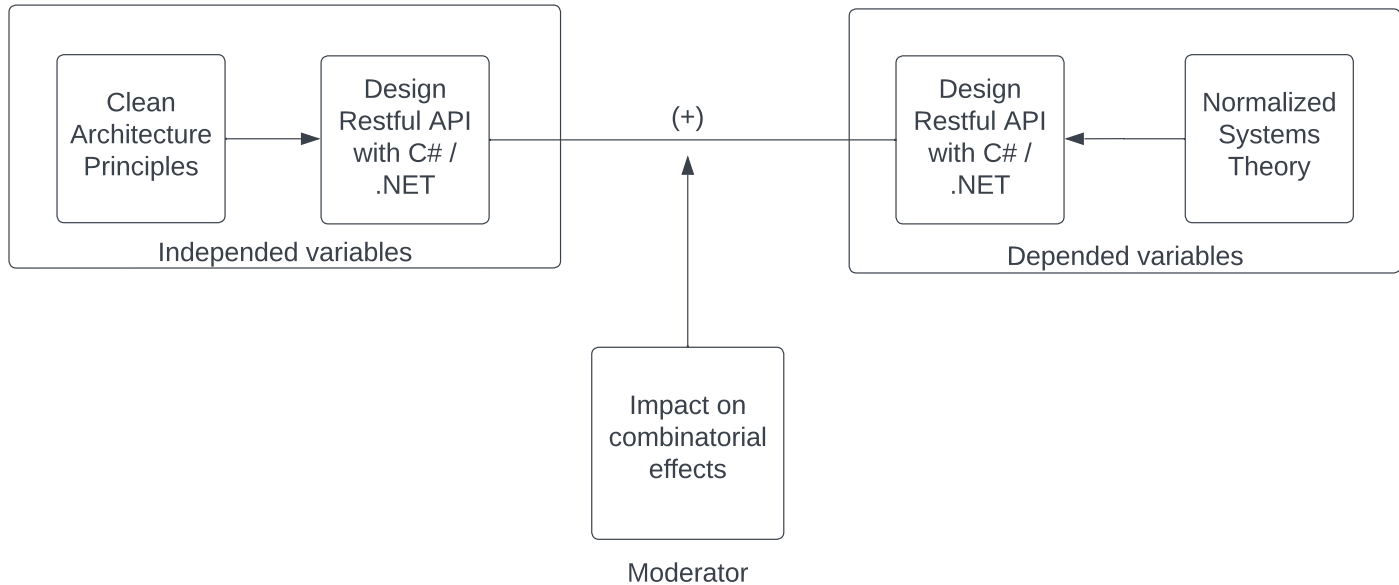 Clean
Architecture
Principles
Design
Restful API
with C# /
.NET
Independed variables
(+)
Design
Restful API
with C# /
.NET
Normalized
Systems
Theory
Depended variables
Impact on
combinatorial
effects
Moderator